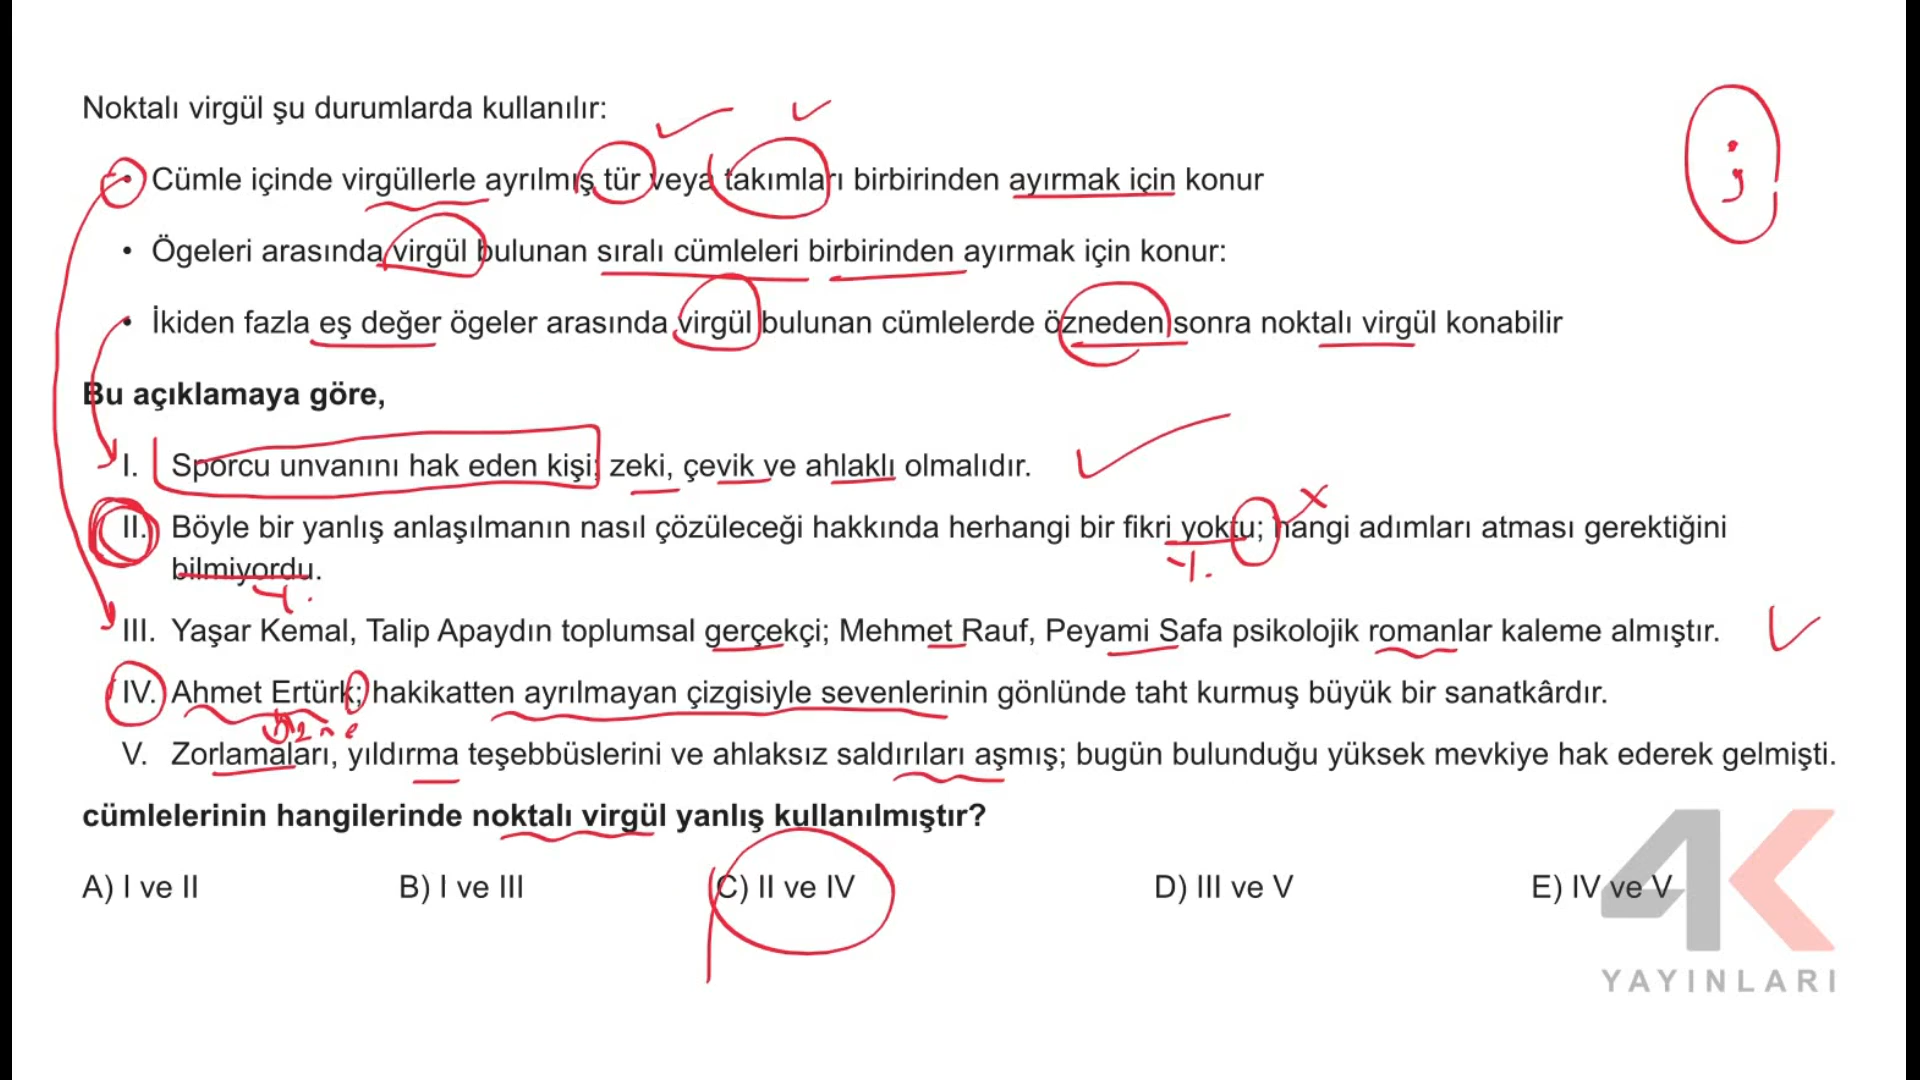 Noktalı virgül şu durumlarda kullanılır:
;
• Cümle içinde virgüllerle ayrılmış tür veya takımları birbirinden ayırmak için konur
• Ögeleri arasında virgül bulunan sıralı cümleleri birbirinden ayırmak için konur:
• İkiden fazla eş değer ögeler arasında virgül bulunan cümlelerde özneden sonra noktalı virgül konabilir
Bu açıklamaya göre,
I. Sporcu unvanını hak eden kişi; zeki, çevik ve ahlaklı olmalıdır.
II. Böyle bir yanlış anlaşılmanın nasıl çözüleceği hakkında herhangi bir fikri yoktu; hangi adımları atması gerektiğini
bilmiyordu.
III. Yaşar Kemal, Talip Apaydın toplumsal gerçekçi; Mehmet Rauf, Peyami Safa psikolojik romanlar kaleme almıştır.
IV. Ahmet Ertürk; hakikatten ayrılmayan çizgisiyle sevenlerinin gönlünde taht kurmuş büyük bir sanatkârdır.
özne
V. Zorlamaları, yıldırma teşebbüslerini ve ahlaksız saldırıları aşmış; bugün bulunduğu yüksek mevkiye hak ederek gelmişti.
cümlelerinin hangilerinde noktalı virgül yanlış kullanılmıştır?
A) I ve II B) I ve III C) II ve IV D) III ve V E) IV ve V
4K
YAYINLARI